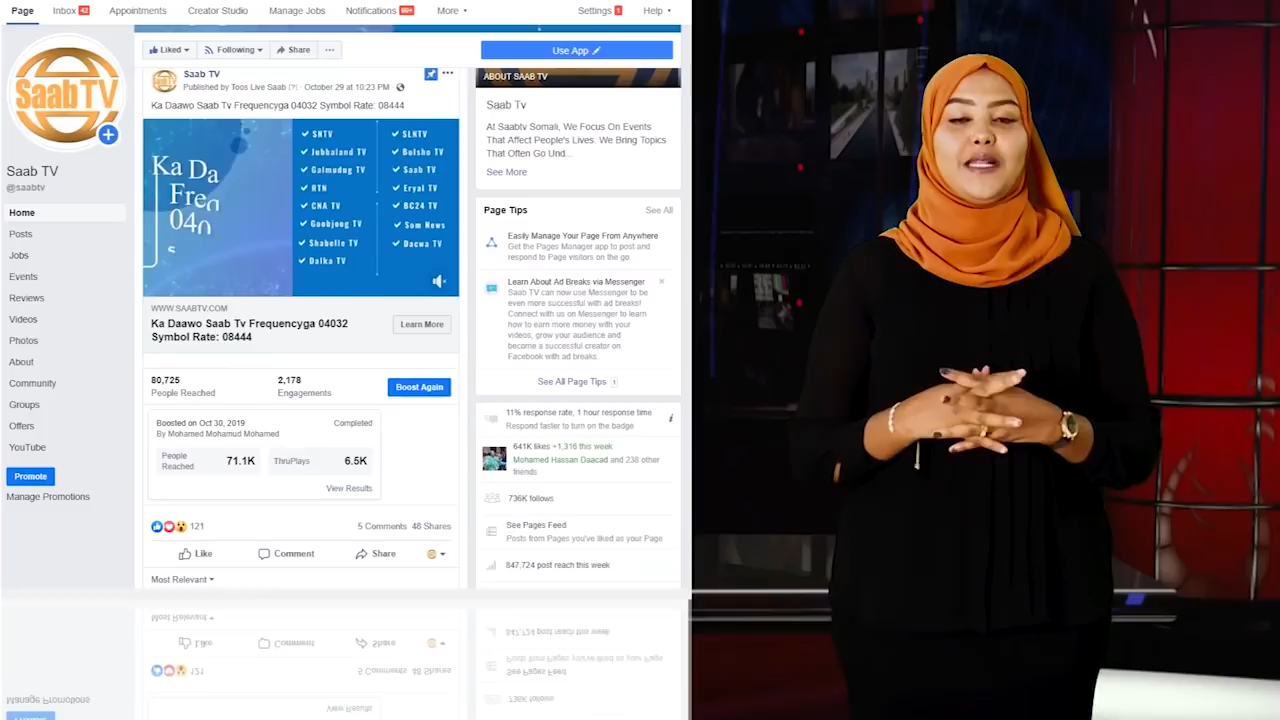 Page
Inbox 42
Appointments
Creator Studio
Manage Jobs
Notifications 99+
More
Settings 1
Help
SaabTV
Saab TV
@saabtv
Home
Posts
Jobs
Events
Reviews
Videos
Photos
About
Community
Groups
Offers
YouTube
Promote
Manage Promotions
Liked
Following
Share
Use App
Saab TV
Published by Toos Live Saab [?] · October 29 at 10:23 PM ·
Ka Daawo Saab Tv Frequencyga 04032 Symbol Rate: 08444
Ka Da
Freq
040
s
SNTV
Jubbaland TV
Galmudug TV
RTN
CNA TV
Goobjoog TV
Shabelle TV
Dalka TV
SLNTV
Bulsho TV
Saab TV
Eryal TV
BC24 TV
Som News
Dacwa TV
WWW.SAABTV.COM
Ka Daawo Saab Tv Frequencyga 04032
Symbol Rate: 08444
Learn More
80,725
People Reached
2,178
Engagements
Boost Again
Boosted on Oct 30, 2019
Completed
By Mohamed Mohamud Mohamed
People
Reached
71.1K
ThruPlays
6.5K
View Results
121
5 Comments 48 Shares
Like
Comment
Share
Most Relevant
ABOUT SAAB TV
Saab Tv
At Saabtv Somali, We Focus On Events
That Affect People's Lives. We Bring Topics
That Often Go Und...
See More
Page Tips
See All
Easily Manage Your Page From Anywhere
Get the Pages Manager app to post and
respond to Page visitors on the go.
Learn About Ad Breaks via Messenger
Saab TV can now use Messenger to be
even more successful with ad breaks!
Connect with us on Messenger to learn
how to earn more money with your
videos, grow your audience and
become a successful creator on
Facebook with ad breaks.
See All Page Tips 1
11% response rate, 1 hour response time
Respond faster to turn on the badge
641K likes +1,316 this week
Mohamed Hassan Daacad and 238 other
friends
736K follows
See Pages Feed
Posts from Pages you've liked as your Page
847,724 post reach this week